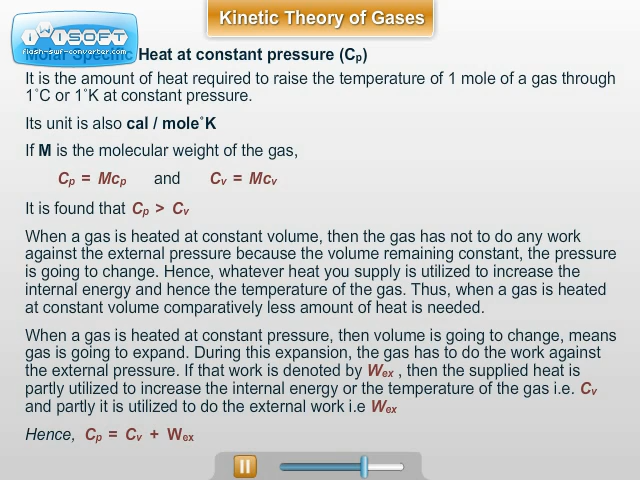 Kinetic Theory of Gases
iWiSOFT
flash-swf-converter.com
Molar Specific Heat at constant pressure (Cp)
It is the amount of heat required to raise the temperature of 1 mole of a gas through
1˚C or 1˚K at constant pressure.
Its unit is also cal / mole˚K
If M is the molecular weight of the gas,
Cp = Mcp and Cv = Mcv
It is found that Cp > Cv
When a gas is heated at constant volume, then the gas has not to do any work
against the external pressure because the volume remaining constant, the pressure
is going to change. Hence, whatever heat you supply is utilized to increase the
internal energy and hence the temperature of the gas. Thus, when a gas is heated
at constant volume comparatively less amount of heat is needed.
When a gas is heated at constant pressure, then volume is going to change, means
gas is going to expand. During this expansion, the gas has to do the work against
the external pressure. If that work is denoted by Wex , then the supplied heat is
partly utilized to increase the internal energy or the temperature of the gas i.e. Cv
and partly it is utilized to do the external work i.e Wex
Hence, Cp = Cv + Wex